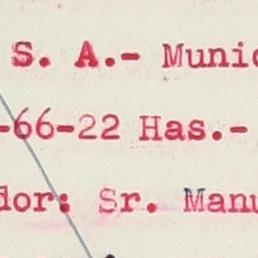 S. A.- Munic
-66-22 Has.-
dor: Sr. Manu